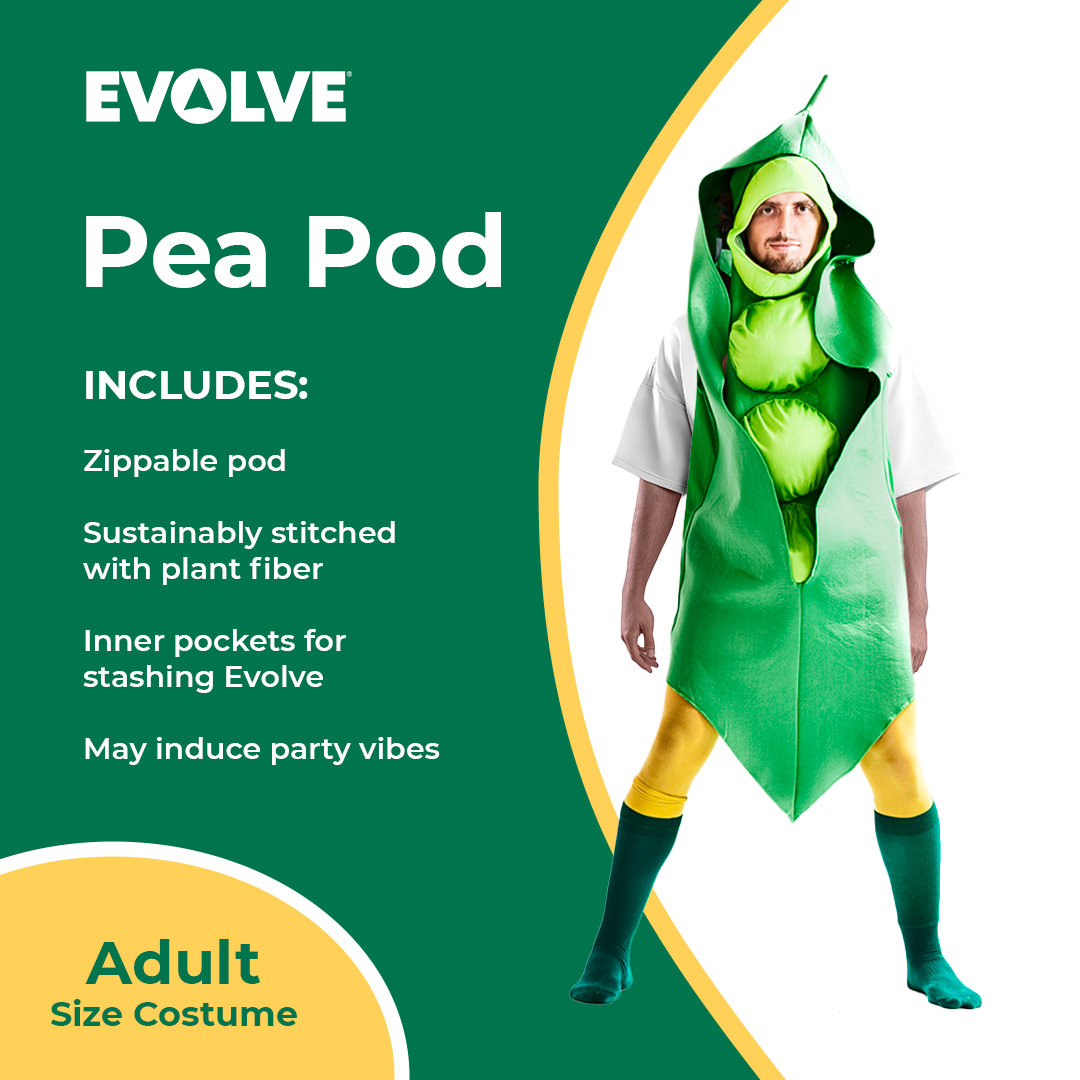 EVOLVE®
Pea Pod
INCLUDES:
Zippable pod
Sustainably stitched
with plant fiber
Inner pockets for
stashing Evolve
May induce party vibes
Adult
Size Costume